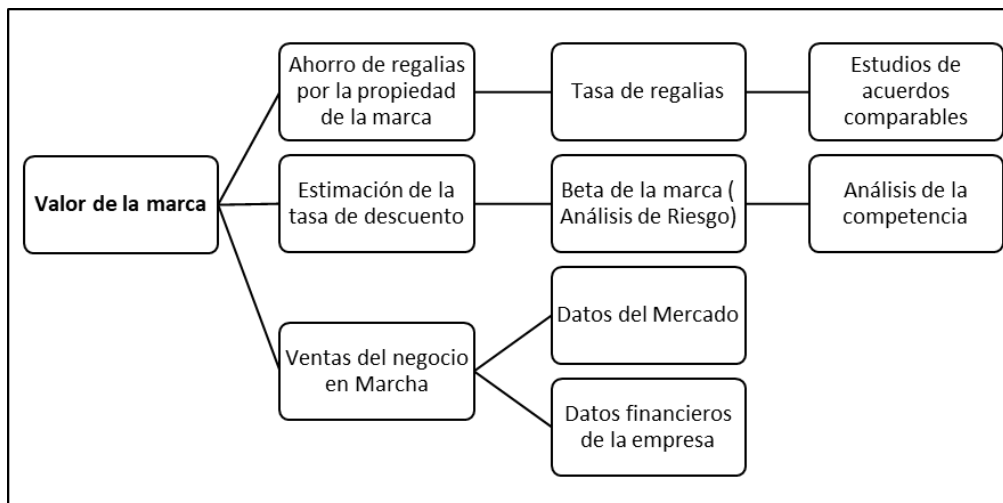 Ahorro de regalias
por la propiedad
de la marca
Tasa de regalias
Estudios de
acuerdos
comparables
Valor de la marca
Estimación de la
tasa de descuento
Beta de la marca (
Análisis de Riesgo)
Análisis de la
competencia
Ventas del negocio
en Marcha
Datos del Mercado
Datos financieros
de la empresa